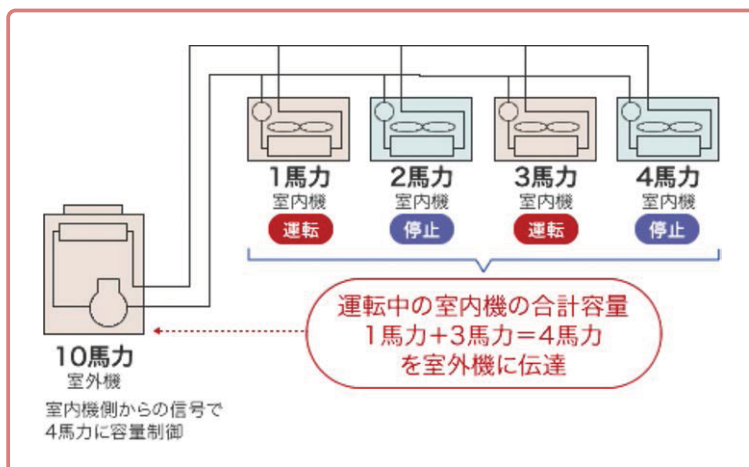 1馬力
室内機
運転
2馬力
室内機
停止
3馬力
室内機
運転
4馬力
室内機
停止
運転中の室内機の合計容量
1馬力+3馬力=4馬力
を室外機に伝達
10馬力
室外機
室内機側からの信号で
4馬力に容量制御